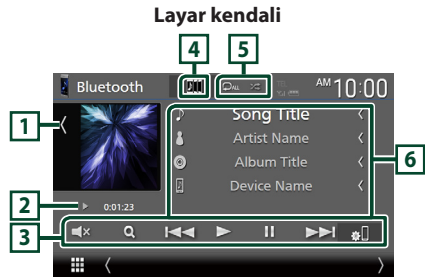 Layar kendali
4
5
Bluetooth
ALL
AM 10:00
1
Song Title
Artist Name
Album Title
Device Name
6
2
0:01:23
3